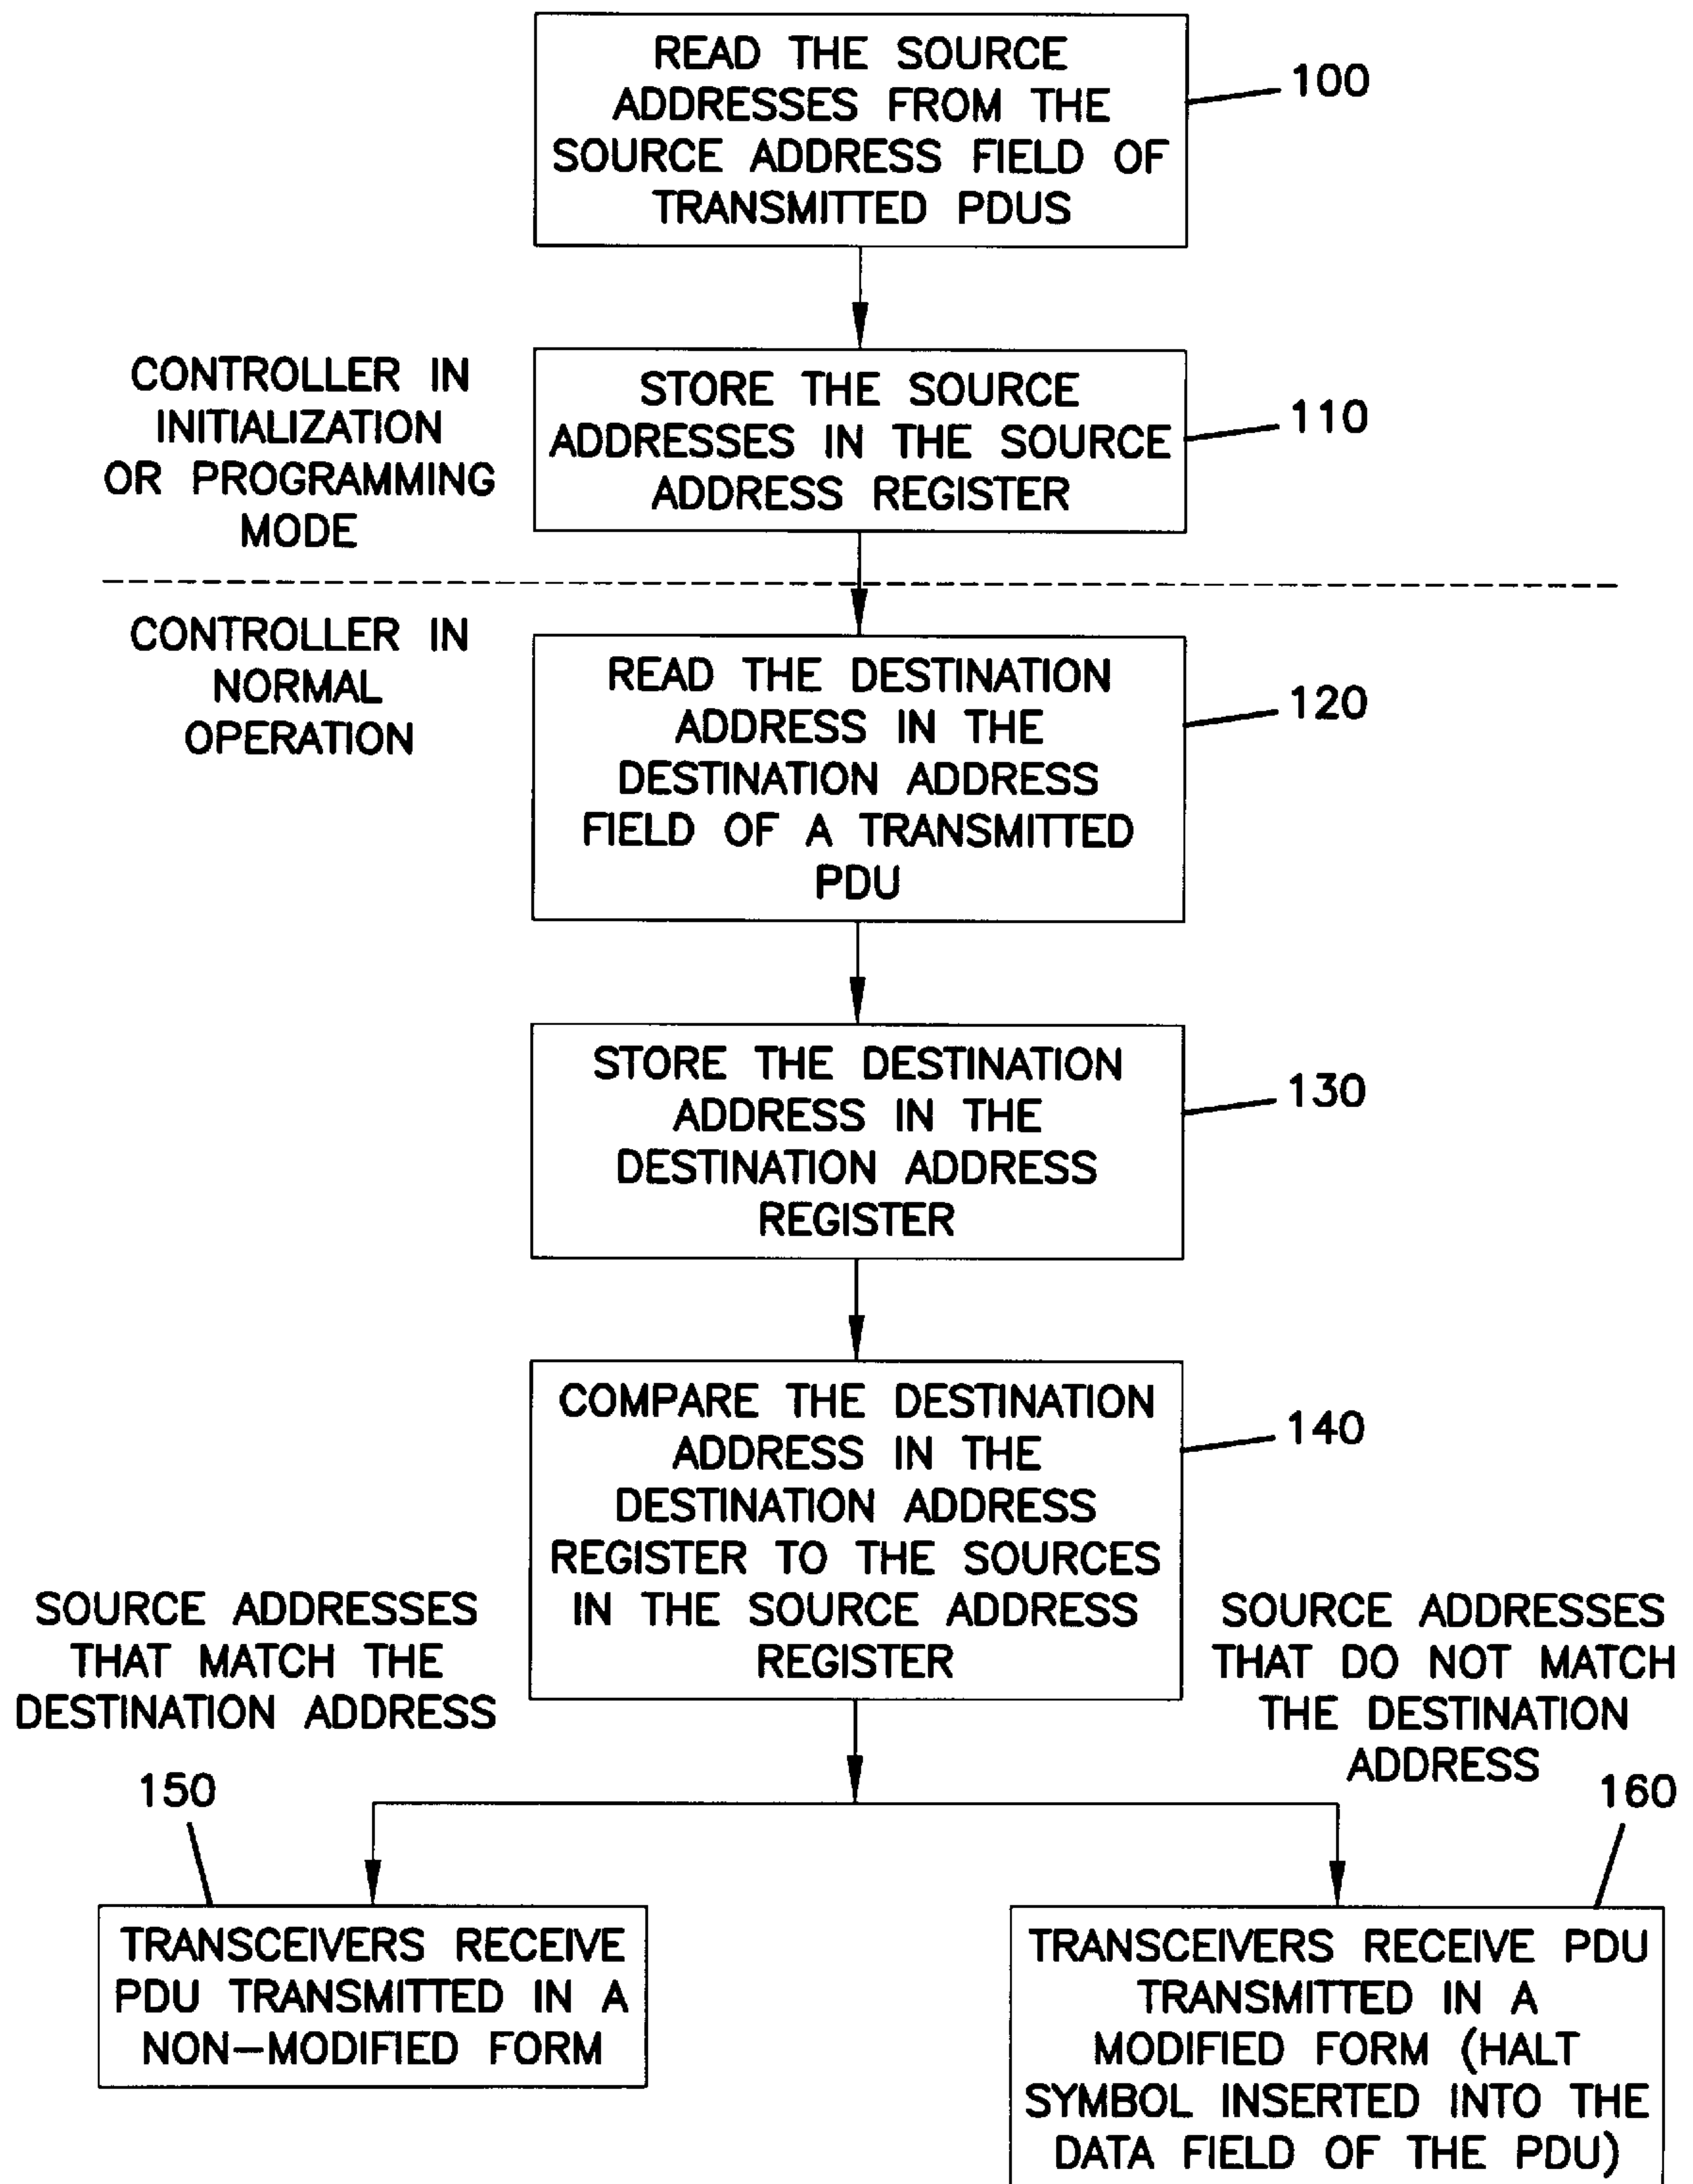 READ THE SOURCE
ADDRESSES FROM THE
SOURCE ADDRESS FIELD OF
TRANSMITTED PDUS
100
CONTROLLER IN
INITIALIZATION
OR PROGRAMMING
MODE
STORE THE SOURCE
ADDRESSES IN THE SOURCE
ADDRESS REGISTER
110
CONTROLLER IN
NORMAL
OPERATION
READ THE DESTINATION
ADDRESS IN THE
DESTINATION ADDRESS
FIELD OF A TRANSMITTED
PDU
120
STORE THE DESTINATION
ADDRESS IN THE
DESTINATION ADDRESS
REGISTER
130
COMPARE THE DESTINATION
ADDRESS IN THE
DESTINATION ADDRESS
REGISTER TO THE SOURCES
IN THE SOURCE ADDRESS
REGISTER
140
SOURCE ADDRESSES
THAT MATCH THE
DESTINATION ADDRESS
150
SOURCE ADDRESSES
THAT DO NOT MATCH
THE DESTINATION
ADDRESS
160
TRANSCEIVERS RECEIVE
PDU TRANSMITTED IN A
NON-MODIFIED FORM
TRANSCEIVERS RECEIVE PDU
TRANSMITTED IN A
MODIFIED FORM (HALT
SYMBOL INSERTED INTO THE
DATA FIELD OF THE PDU)